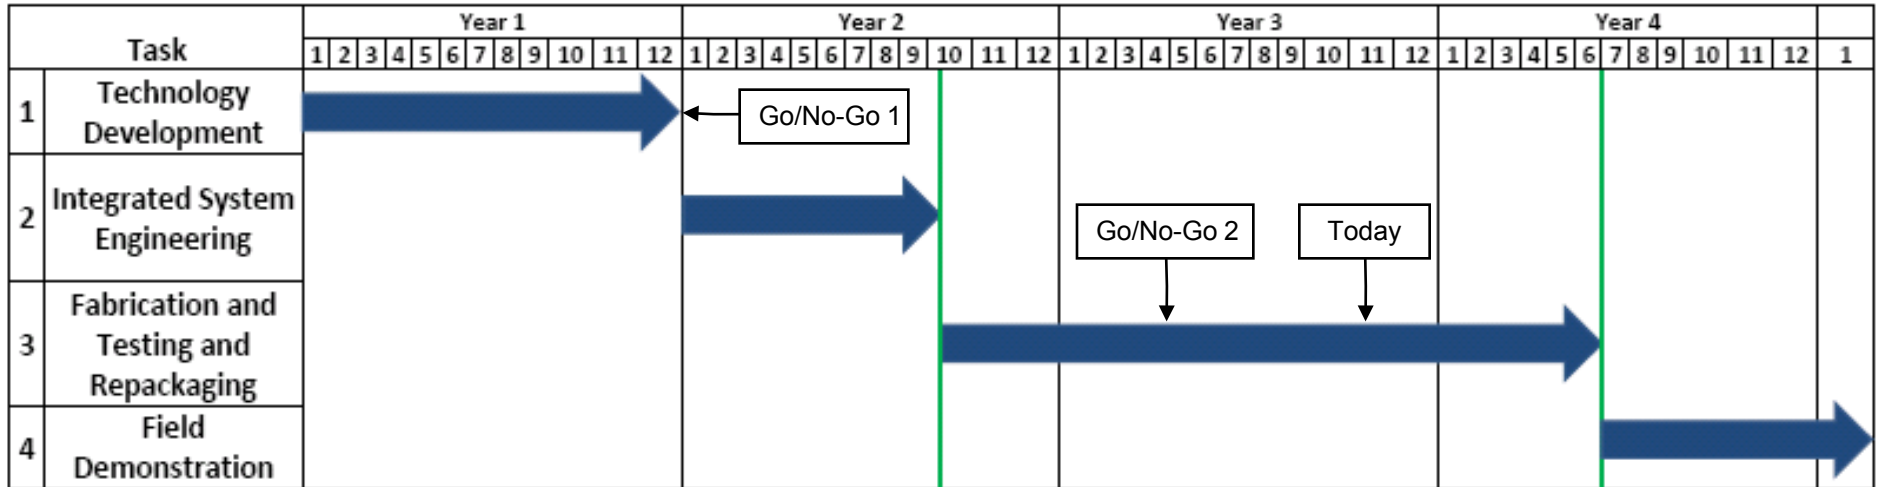 Task Year 1 Year 2 Year 3 Year 4
1 2 3 4 5 6 7 8 9 10 11 12 1 2 3 4 5 6 7 8 9 10 11 12 1 2 3 4 5 6 7 8 9 10 11 12 1 2 3 4 5 6 7 8 9 10 11 12 1
1 Technology
Development
Go/No-Go 1
2 Integrated System
Engineering
Go/No-Go 2
Today
3 Fabrication and
Testing and
Repackaging
4 Field
Demonstration